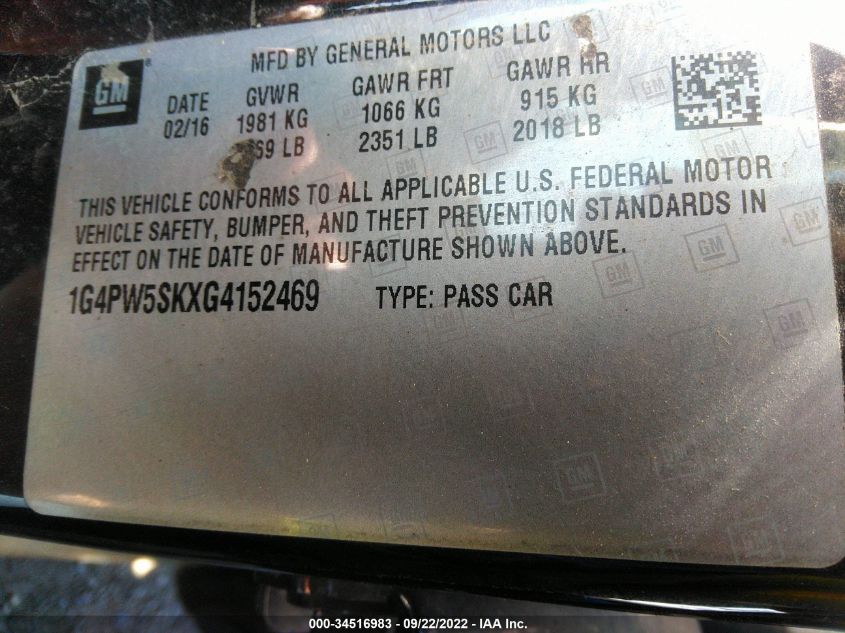 MFD BY GENERAL MOTORS LLC
GM ®
DATE GVWR GAWR FRT GAWR RR
02/16 1981 KG 1066 KG 915 KG
69 LB 2351 LB 2018 LB
THIS VEHICLE CONFORMS TO ALL APPLICABLE U.S. FEDERAL MOTOR
VEHICLE SAFETY, BUMPER, AND THEFT PREVENTION STANDARDS IN
EFFECT ON THE DATE OF MANUFACTURE SHOWN ABOVE.
1G4PW5SKXG4152469 TYPE: PASS CAR
000-34516983 - 09/22/2022 - IAA Inc.